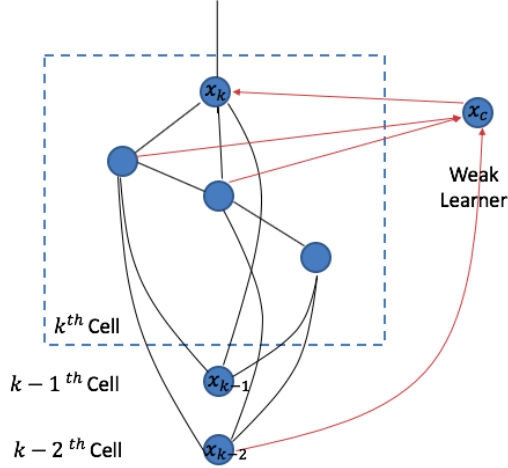 x_k
x_c
Weak
Learner
k^th Cell
k − 1 ^th Cell
x_{k−1}
k − 2 ^th Cell
x_{k−2}